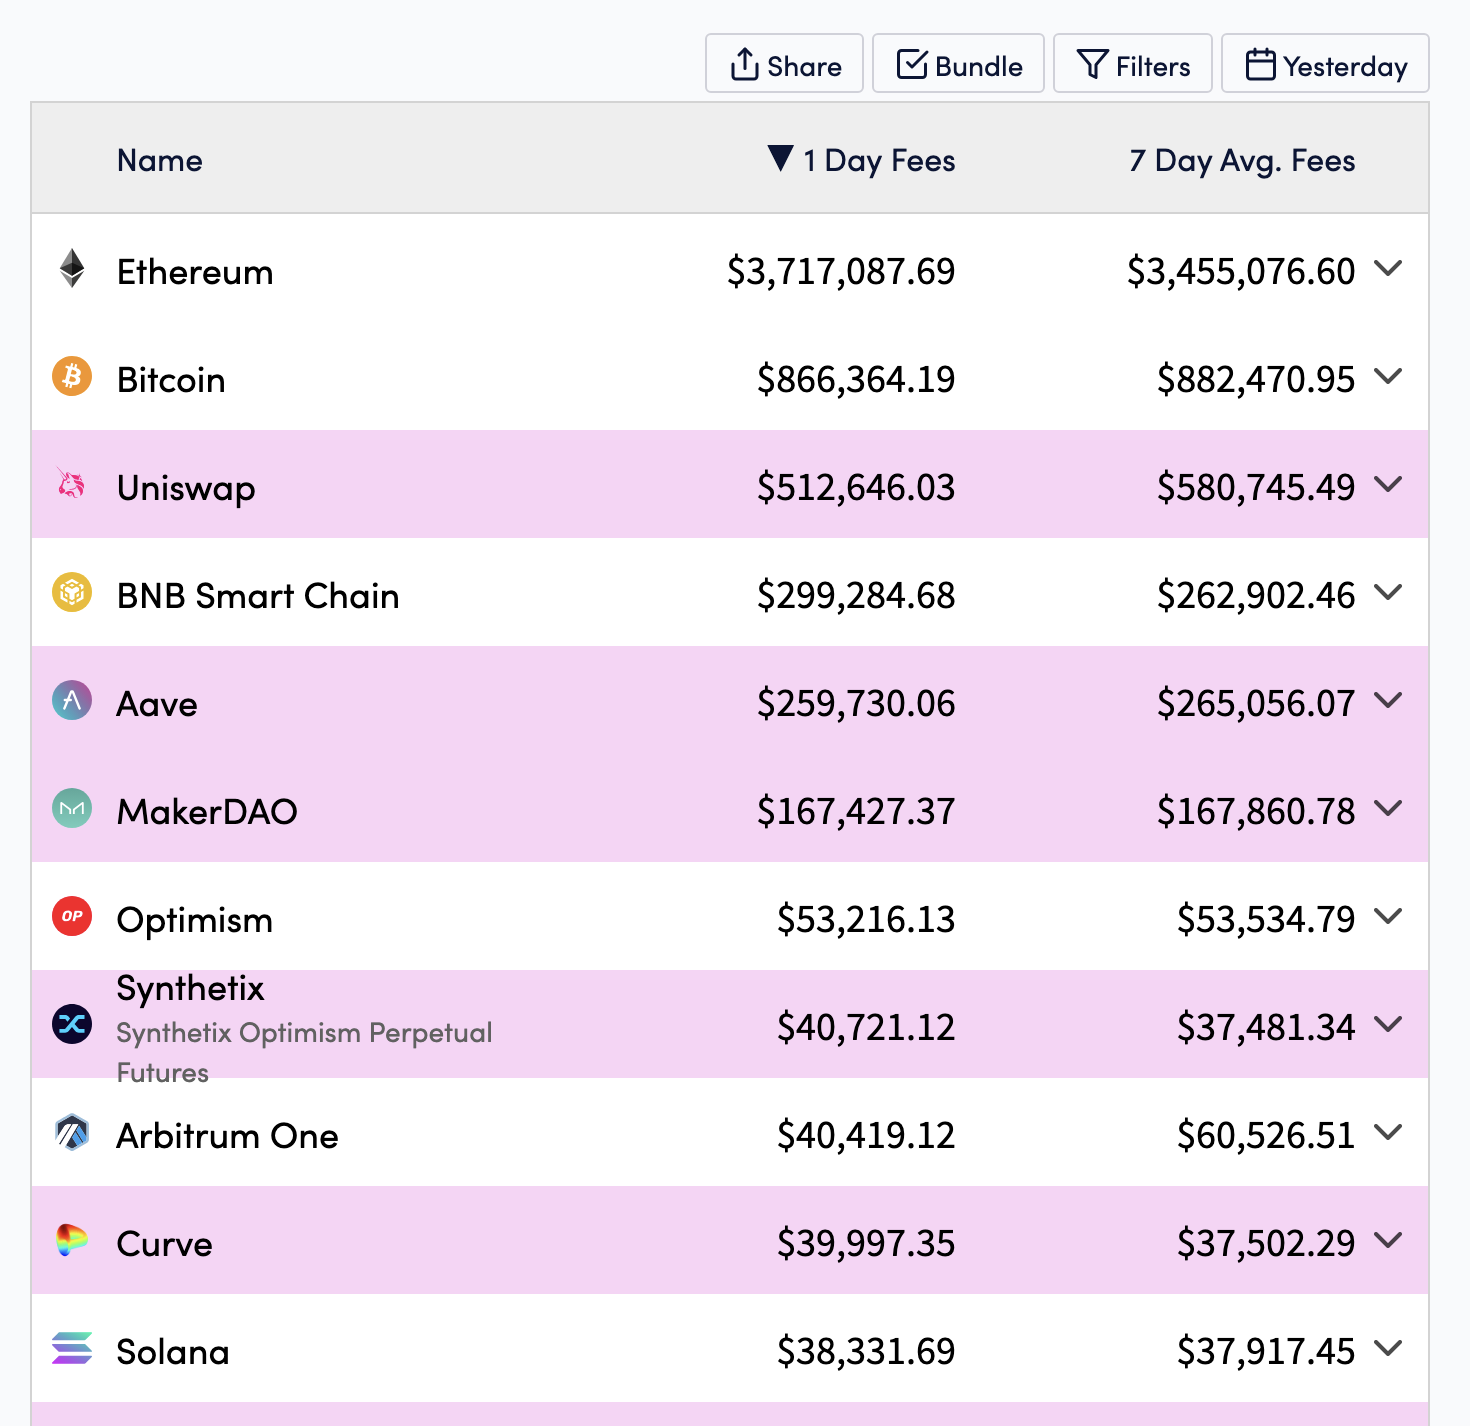 Share Bundle Filters Yesterday
Name ▼ 1 Day Fees 7 Day Avg. Fees
Ethereum $3,717,087.69 $3,455,076.60
Bitcoin $866,364.19 $882,470.95
Uniswap $512,646.03 $580,745.49
BNB Smart Chain $299,284.68 $262,902.46
Aave $259,730.06 $265,056.07
MakerDAO $167,427.37 $167,860.78
OP Optimism $53,216.13 $53,534.79
Synthetix
Synthetix Optimism Perpetual
Futures
$40,721.12 $37,481.34
Arbitrum One $40,419.12 $60,526.51
Curve $39,997.35 $37,502.29
Solana $38,331.69 $37,917.45